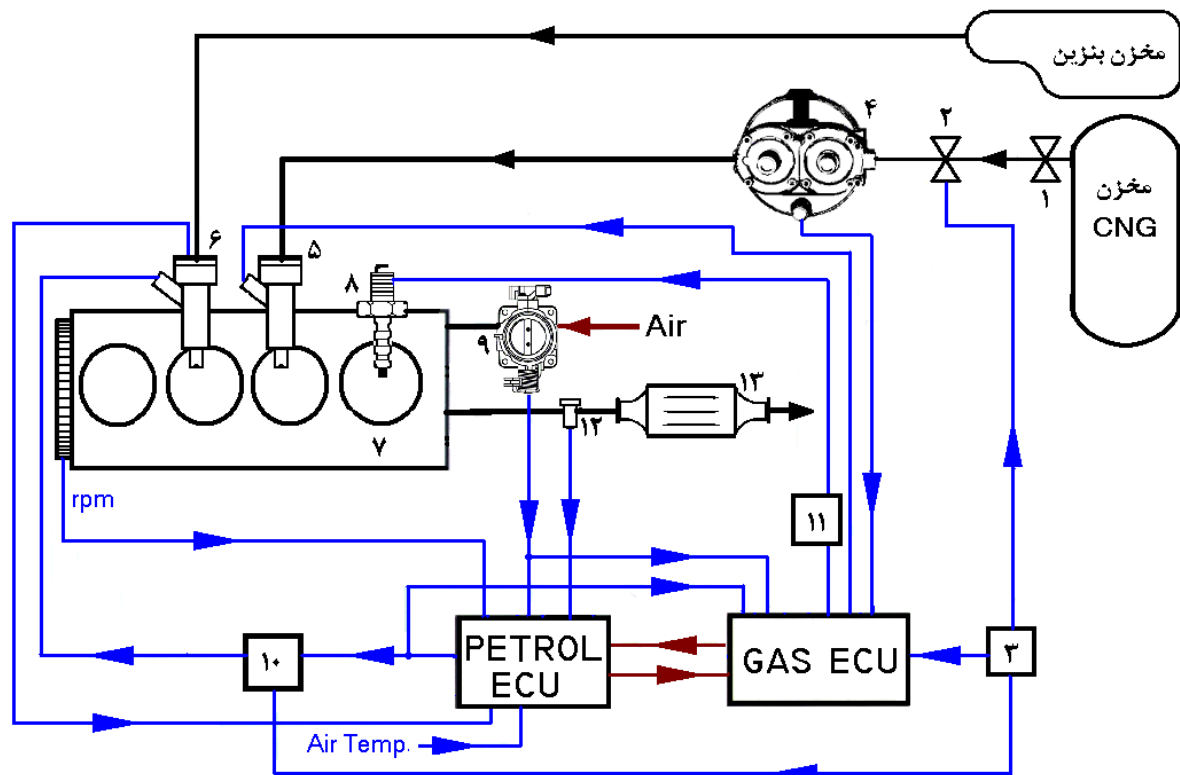 مخزن بنزین
۴
۲
۱
مخزن
CNG
۶
۵
۸
۹
Air
۷
۱۲
۱۳
rpm
۱۱
۱۰
PETROL
ECU
GAS ECU
۳
Air Temp.